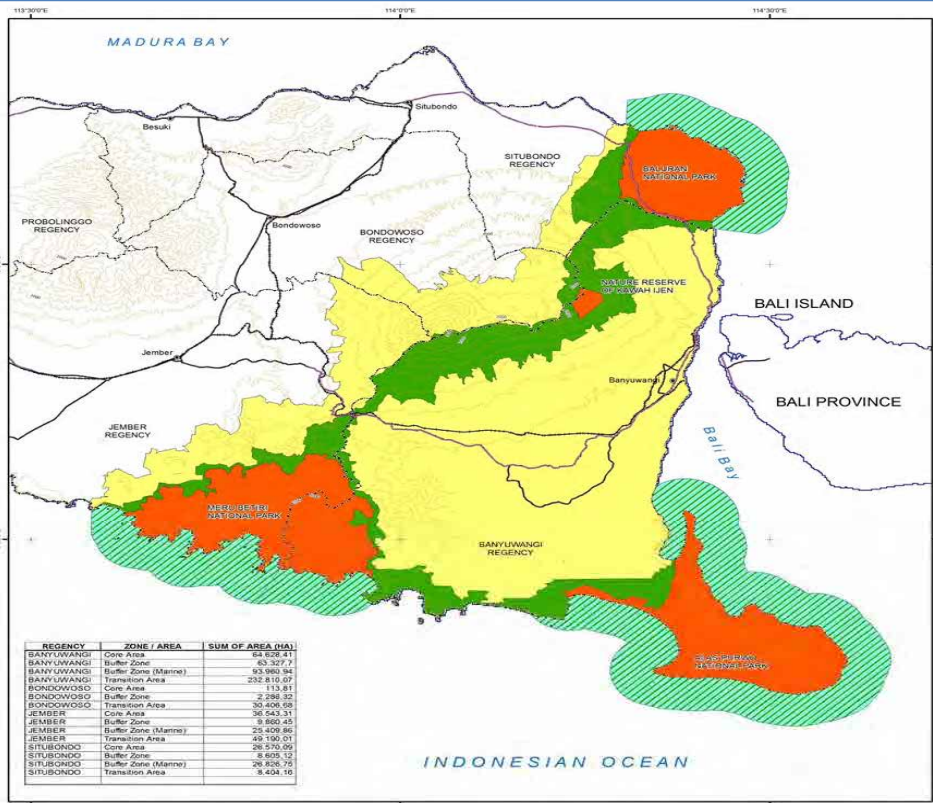 113°30'0"E
114°0'0"E
114°30'0"E
MADURA BAY
Situbondo
Besuki
SITUBONDO
REGENCY
BALURAN
NATIONAL PARK
PROBOLINGGO
REGENCY
Bondowoso
BONDOWOSO
REGENCY
NATURE RESERVE
OF KAWAH IJEN
BALI ISLAND
Jember
Banyuwangi
BALI PROVINCE
JEMBER
REGENCY
Bali Bay
MERU BETIRI
NATIONAL PARK
BANYUWANGI
REGENCY
NATIONAL PARK
REGENCY ZONE / AREA SUM OF AREA (HA)
BANYUWANGI Core Area 64.628,41
BANYUWANGI Buffer Zone 63.327,7
BANYUWANGI Buffer Zone (Marine) 93.960,94
BANYUWANGI Transition Area 232.810,07
BONDOWOSO Core Area 113,81
BONDOWOSO Buffer Zone 2.286,32
BONDOWOSO Transition Area 30.406,68
JEMBER Core Area 36.543,31
JEMBER Buffer Zone 9.860,45
JEMBER Buffer Zone (Marine) 25.409,86
JEMBER Transition Area 49.190,01
SITUBONDO Core Area 26.570,09
SITUBONDO Buffer Zone 8.605,12
SITUBONDO Buffer Zone (Marine) 26.826,75
SITUBONDO Transition Area 8.404,16
INDONESIAN OCEAN